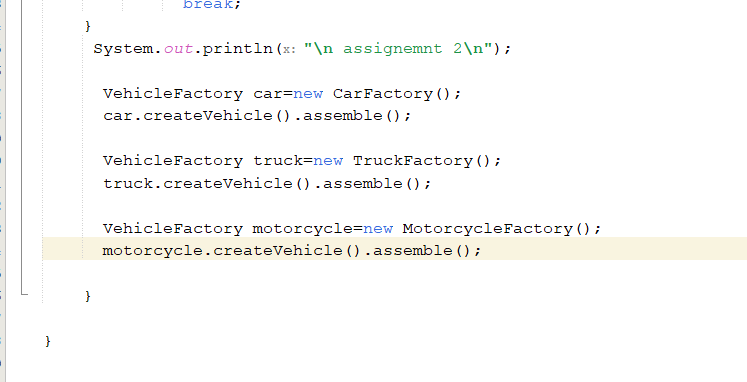 break;
}
System.out.println(x: "\n assignemnt 2\n");
VehicleFactory car=new CarFactory();
car.createVehicle().assemble();
VehicleFactory truck=new TruckFactory();
truck.createVehicle().assemble();
VehicleFactory motorcycle=new MotorcycleFactory();
motorcycle.createVehicle().assemble();
}
}